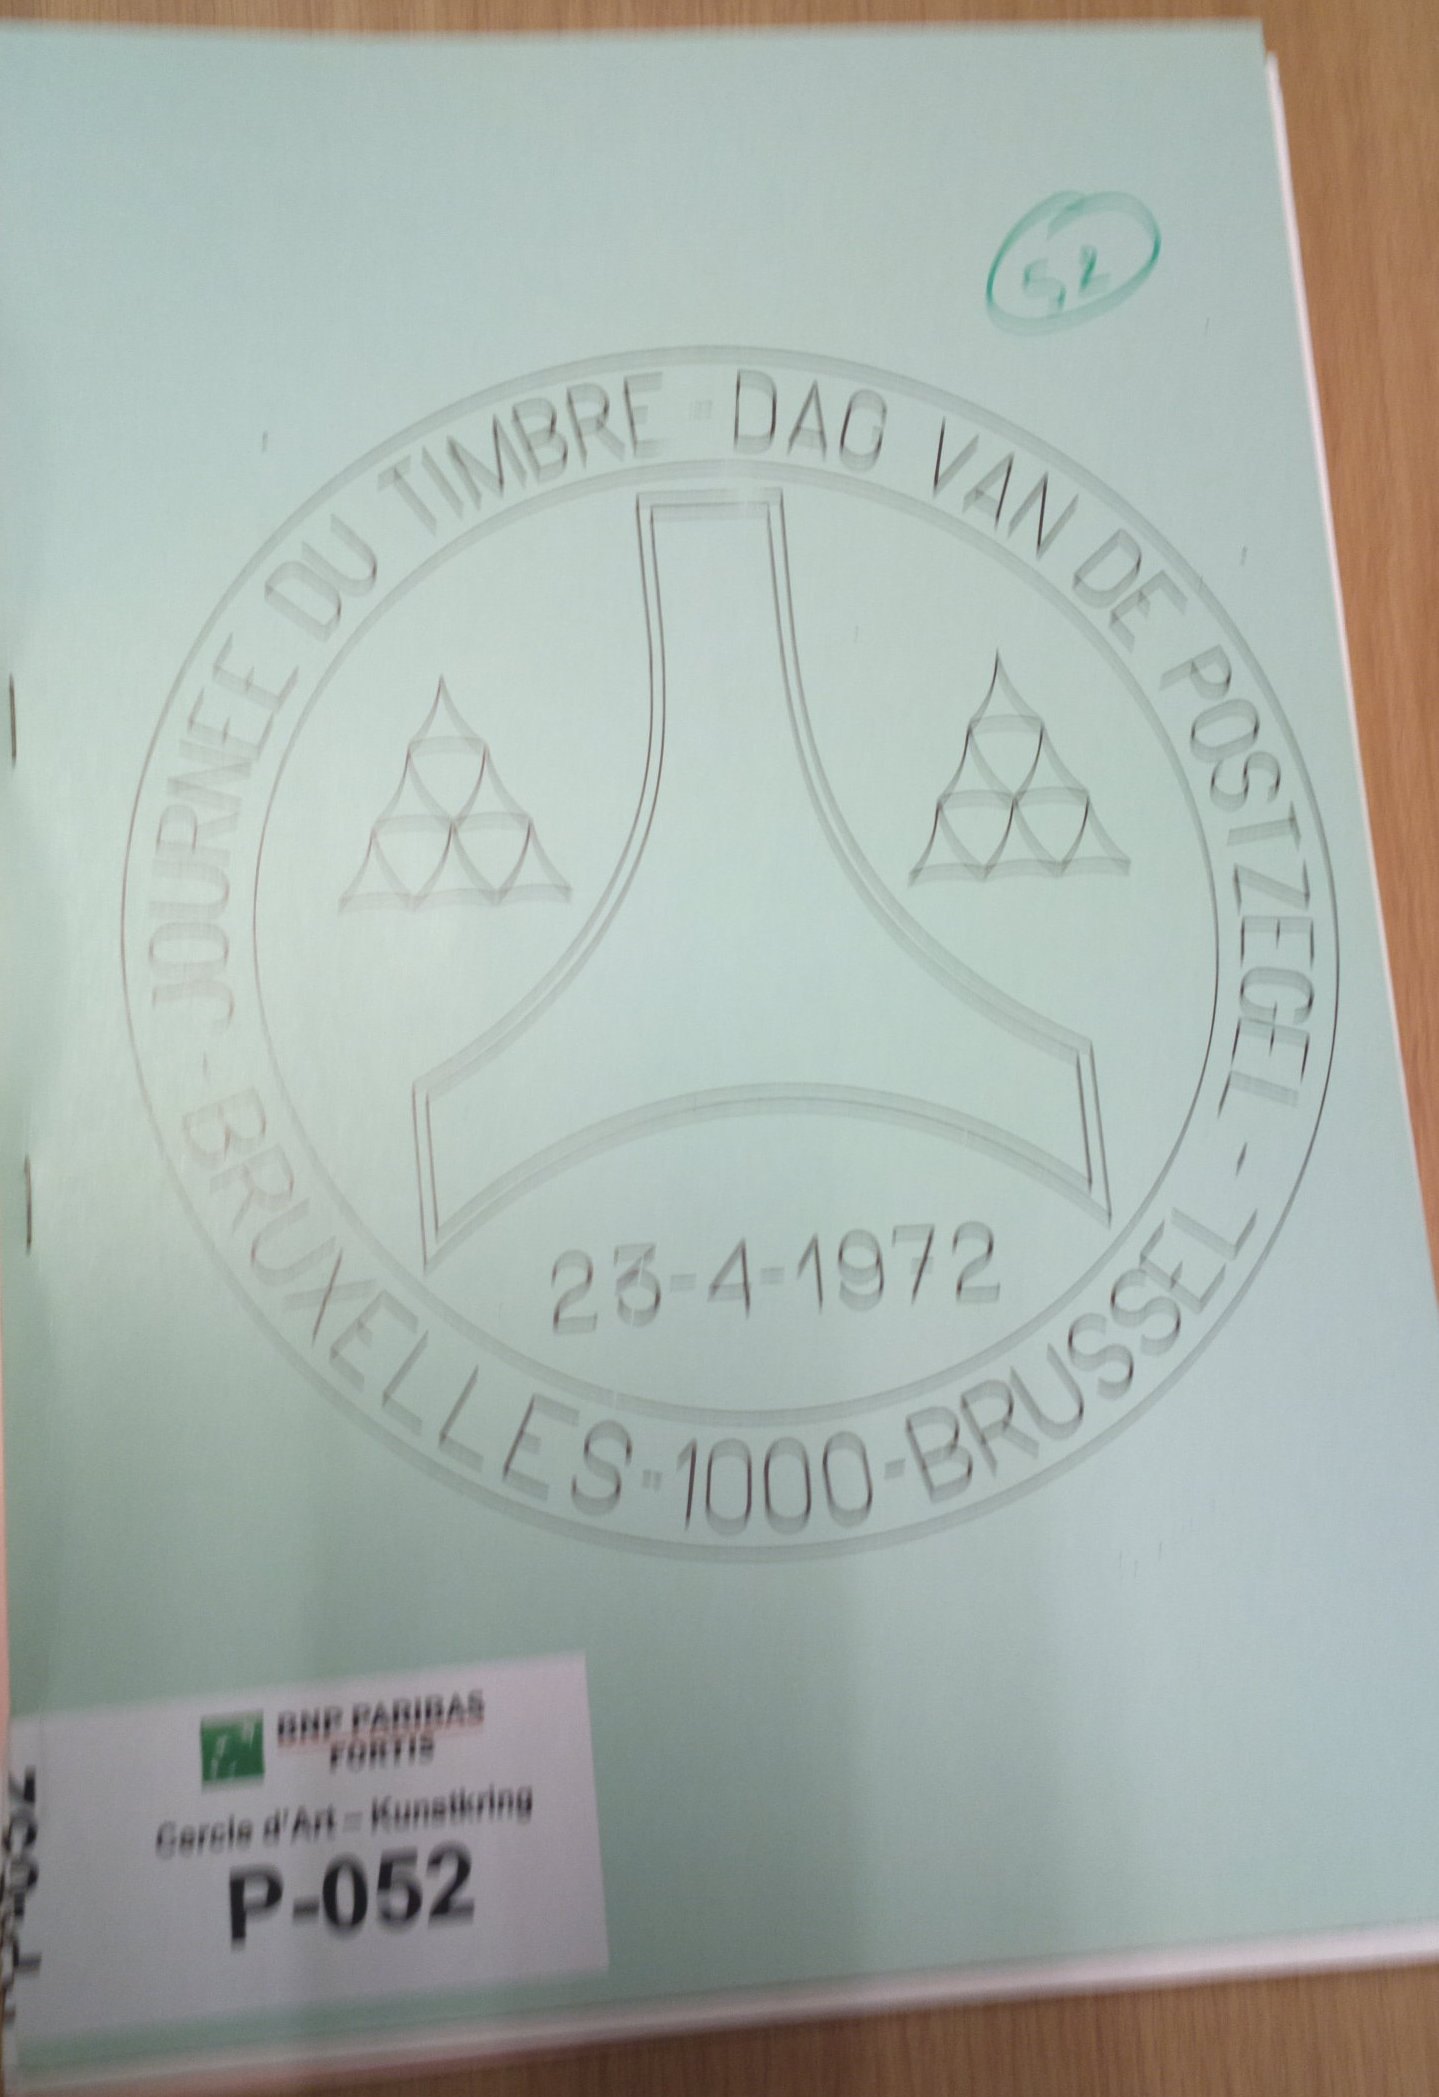 52
JOURNEE DU TIMBRE - DAG VAN DE POSTZEGEL -
23-4-1972
BRUXELLES - 1000 - BRUSSEL -
BNP PARIBAS
FORTIS
Cercle d'Art – Kunstkring
P-052
P-052